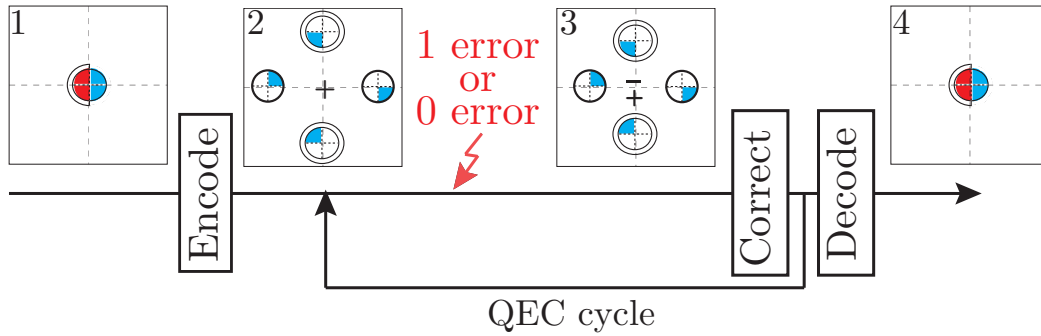 1
2
1 error
or
0 error
3
4
+
−
+
Encode
Correct
Decode
QEC cycle